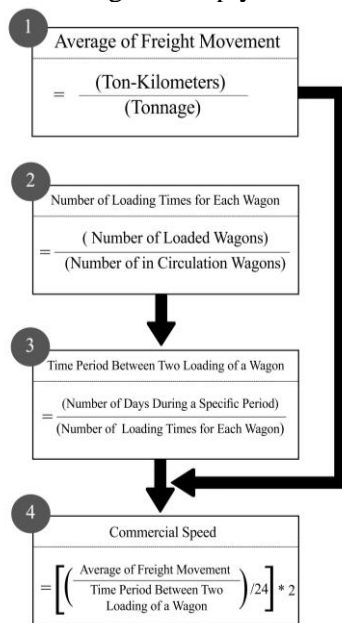 1
Average of Freight Movement
= (Ton-Kilometers)
(Tonnage)
2
Number of Loading Times for Each Wagon
= ( Number of Loaded Wagons)
(Number of in Circulation Wagons)
3
Time Period Between Two Loading of a Wagon
= (Number of Days During a Specific Period)
(Number of Loading Times for Each Wagon)
4
Commercial Speed
= [( Average of Freight Movement
Time Period Between Two
Loading of a Wagon
) /24] * 2